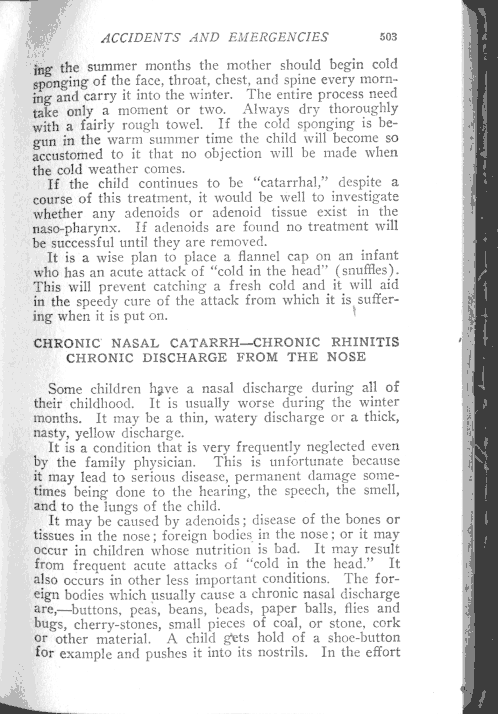 ACCIDENTS AND EMERGENCIES 503
ing the summer months the mother should begin cold
sponging of the face, throat, chest, and spine every morn-
ing and carry it into the winter. The entire process need
take only a moment or two. Always dry thoroughly
with a fairly rough towel. If the cold sponging is be-
gun in the warm summer time the child will become so
accustomed to it that no objection will be made when
the cold weather comes.
If the child continues to be “catarrhal,” despite a
course of this treatment, it would be well to investigate
whether any adenoids or adenoid tissue exist in the
naso-pharynx. If adenoids are found no treatment will
be successful until they are removed.
It is a wise plan to place a flannel cap on an infant
who has an acute attack of “cold in the head” (snuffles).
This will prevent catching a fresh cold and it will aid
in the speedy cure of the attack from which it is suffer-
ing when it is put on.
CHRONIC NASAL CATARRH—CHRONIC RHINITIS
CHRONIC DISCHARGE FROM THE NOSE
Some children have a nasal discharge during all of
their childhood. It is usually worse during the winter
months. It may be a thin, watery discharge or a thick,
nasty, yellow discharge.
It is a condition that is very frequently neglected even
by the family physician. This is unfortunate because
it may lead to serious disease, permanent damage some-
times being done to the hearing, the speech, the smell,
and to the lungs of the child.
It may be caused by adenoids; disease of the bones or
tissues in the nose; foreign bodies in the nose; or it may
occur in children whose nutrition is bad. It may result
from frequent acute attacks of “cold in the head.” It
also occurs in other less important conditions. The for-
eign bodies which usually cause a chronic nasal discharge
are,—buttons, peas, beans, beads, paper balls, flies and
bugs, cherry-stones, small pieces of coal, or stone, cork
or other material. A child gets hold of a shoe-button
for example and pushes it into its nostrils. In the effort